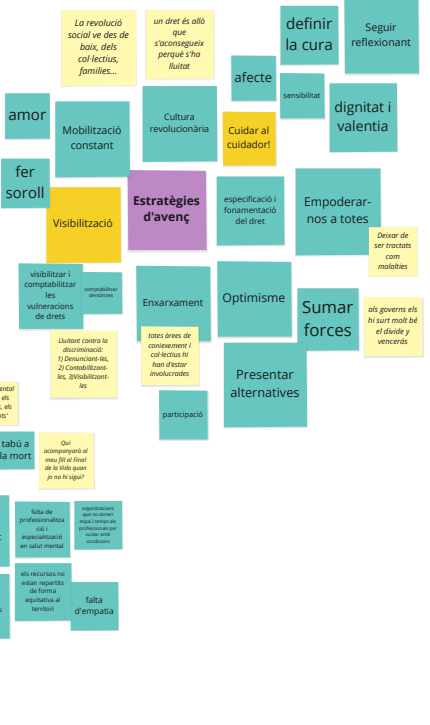 La revolució
social ve des de
baix, dels
col·lectius,
families...
un dret és allò
que
s'aconsegueix
perquè s'ha
lluitat
definir
la cura
Seguir
reflexionant
afecte
sensibilitat
dignitat i
valentia
amor
Mobilització
constant
Cultura
revolucionària
Cuidar al
cuidador!
fer
soroll
Visibilització
Estratègies
d'avenç
especificació i
fonamentació
del dret
Empoderar-
nos a totes
Deixar de
ser tractats
com
malalties
visibilitzar i
comptabilitzar
les
vulneracions
de drets
comptabilitzar
denúncies
Enxarxament
Optimisme
Sumar
forces
als governs els
hi surt molt bé
el divide y
vencerás
Lluitant contra la
discriminació:
1) Denunciant-les,
2) Contabilitzant-
les, 3)Visibilitzant-
les
totes àrees de
coniexement i
col·lectius hi
han d'estar
involucrades
Presentar
alternatives
participació
ental
els
, els
ts'
tabú a
la mort
Qui
acompanyarà al
meu fill al Final
de la Vida quan
jo no hi sigui?
falta de
professionalitza
ció i
especialització
en salut mental
organitzacions
que no donen
espai i temps als
professionals per
cuidar amb
condicions
els recursos no
estan repartits
de forma
equitativa al
territori
falta
d'empatia